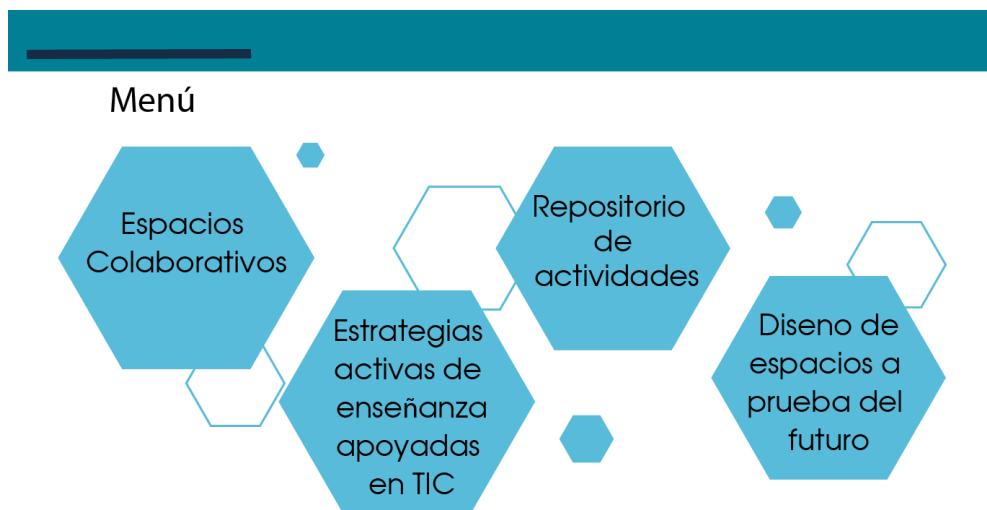 Menú
Espacios
Colaborativos
Estrategias
activas de
enseñanza
apoyadas
en TIC
Repositorio
de
actividades
Diseno de
espacios a
prueba del
futuro